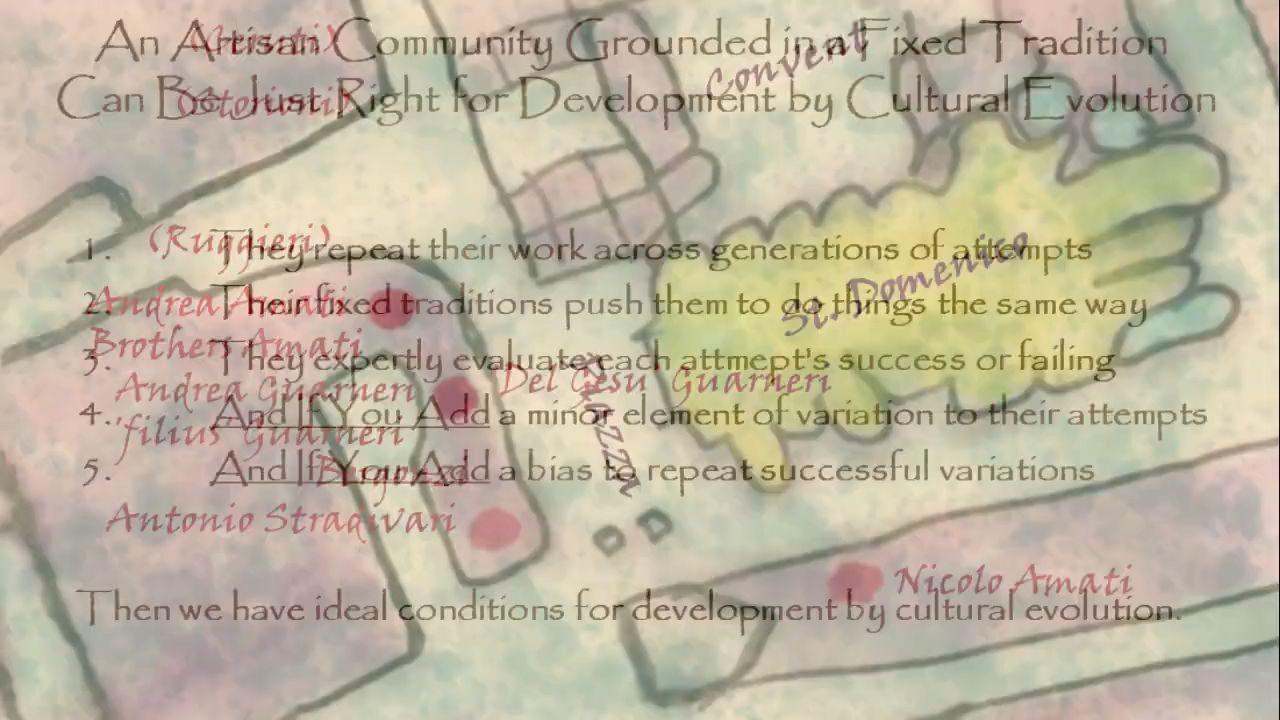 An Artisan Community Grounded in a Fixed Tradition
Can Be Just Right for Development by Cultural Evolution
Convent
(Ruggieri)
1. They repeat their work across generations of attempts
St. Domenico
Andrea Amati
2. Their fixed traditions push them to do things the same way
Brothers Amati
3. They expertly evaluate each attmept's success or failing
Andrea Guarneri
Del Gesu Guarneri
4. And If You Add a minor element of variation to their attempts
'filius' Guarneri
Piazza
5. And If You Add a bias to repeat successful variations
Bergonzi
Antonio Stradivari
Nicolo Amati
Then we have ideal conditions for development by cultural evolution.